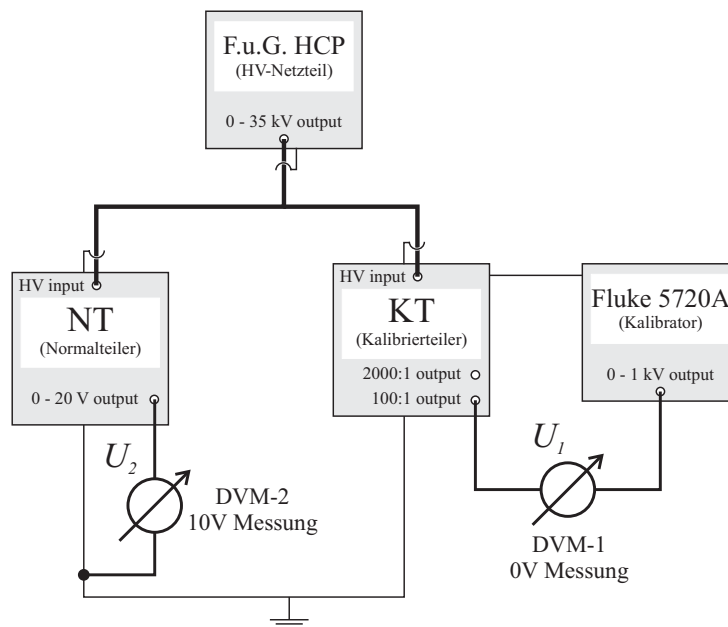 F.u.G. HCP
(HV-Netzteil)
0 - 35 kV output
HV input
NT
(Normalteiler)
0 - 20 V output
HV input
KT
(Kalibrierteiler)
2000:1 output
100:1 output
Fluke 5720A
(Kalibrator)
0 - 1 kV output
U2
DVM-2
10V Messung
U1
DVM-1
0V Messung